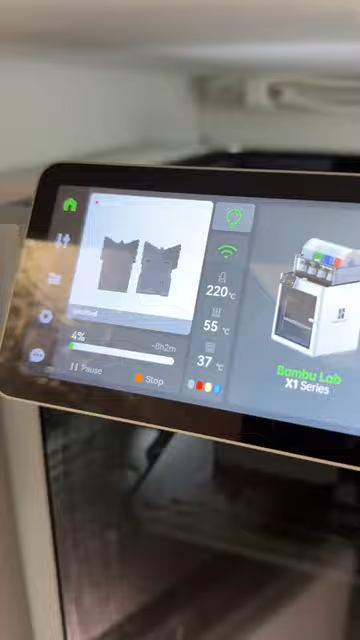 220°C
55 °C
4%
-8h2m
37 °C
Pause
Stop
Bambu Lab
X1 Series